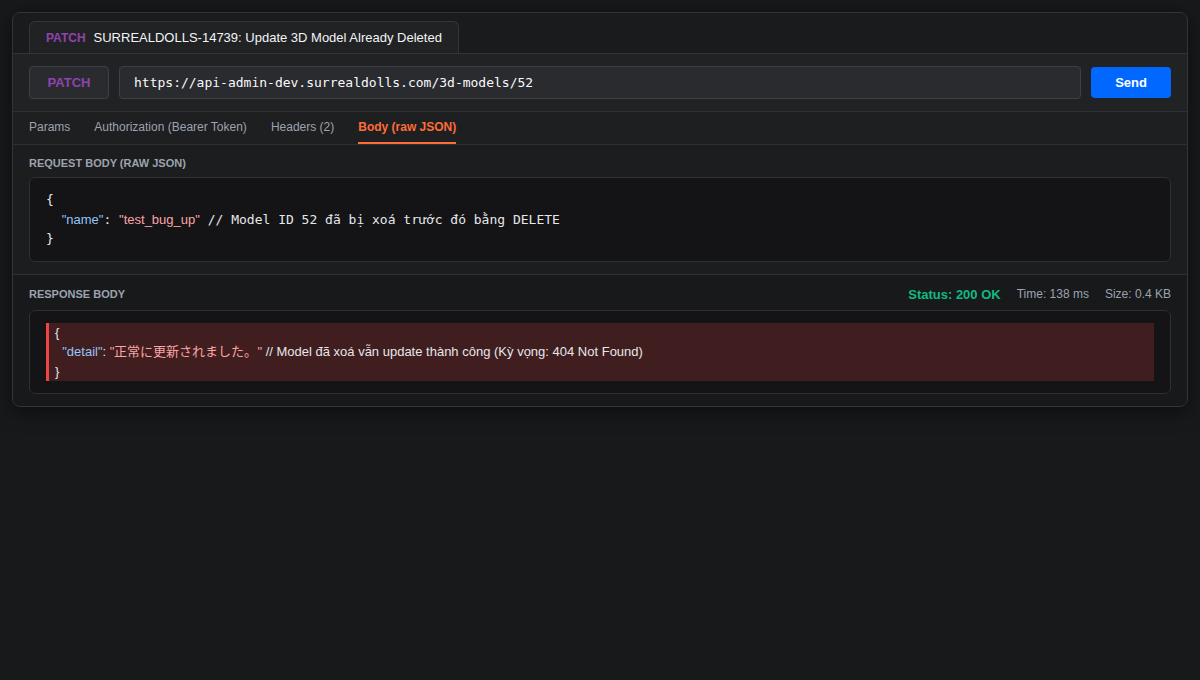 PATCH SURREALDOLLS-14739: Update 3D Model Already Deleted
PATCH https://api-admin-dev.surrealdolls.com/3d-models/52 Send
Params Authorization (Bearer Token) Headers (2) Body (raw JSON)
REQUEST BODY (RAW JSON)
{
"name": "test_bug_up" // Model ID 52 đã bị xoá trước đó bằng DELETE
}
RESPONSE BODY Status: 200 OK Time: 138 ms Size: 0.4 KB
{
"detail": "正常に更新されました。" // Model đã xoá vẫn update thành công (Kỳ vọng: 404 Not Found)
}